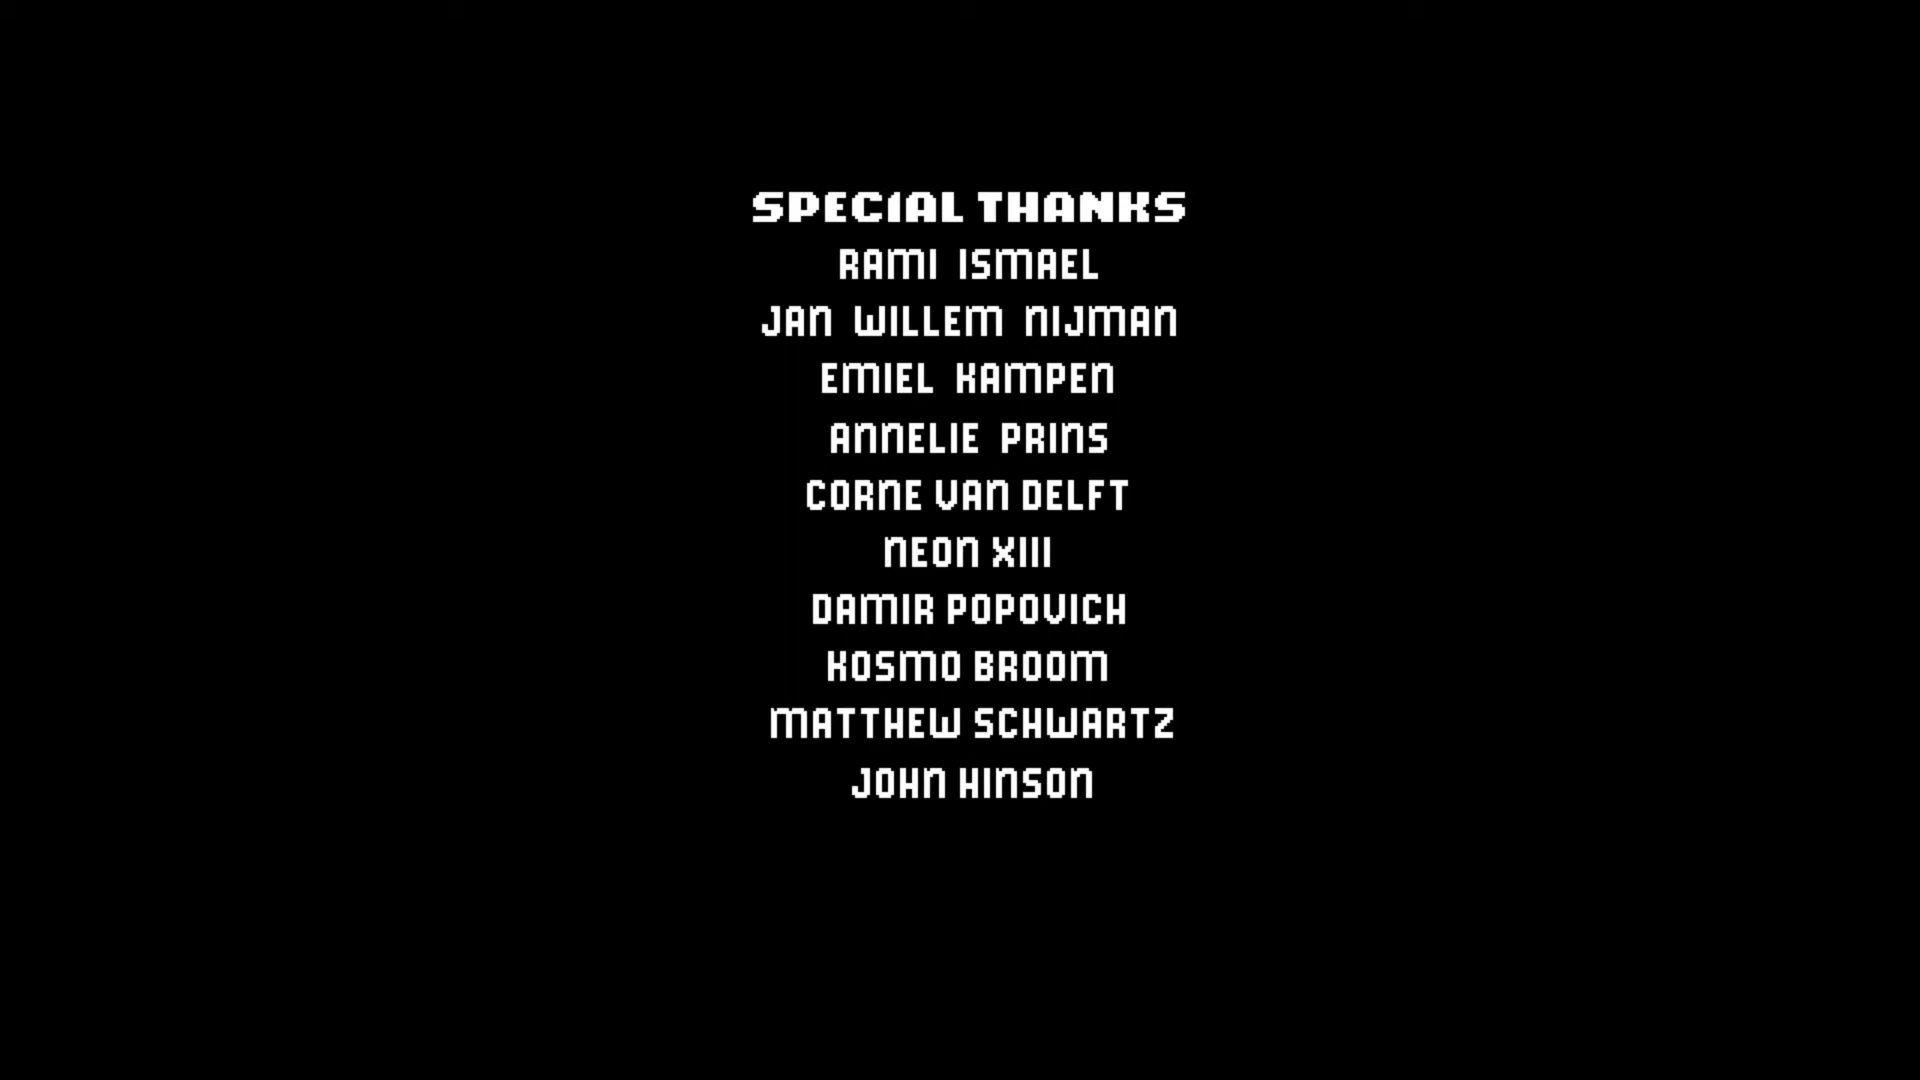 SPECIAL THANKS
RAMI ISMAEL
JAN WILLEM NIJMAN
EMIEL KAMPEN
ANNELIE PRINS
CORNE VAN DELFT
NEON XIII
DAMIR POPOVICH
KOSMO BROOM
MATTHEW SCHWARTZ
JOHN HINSON